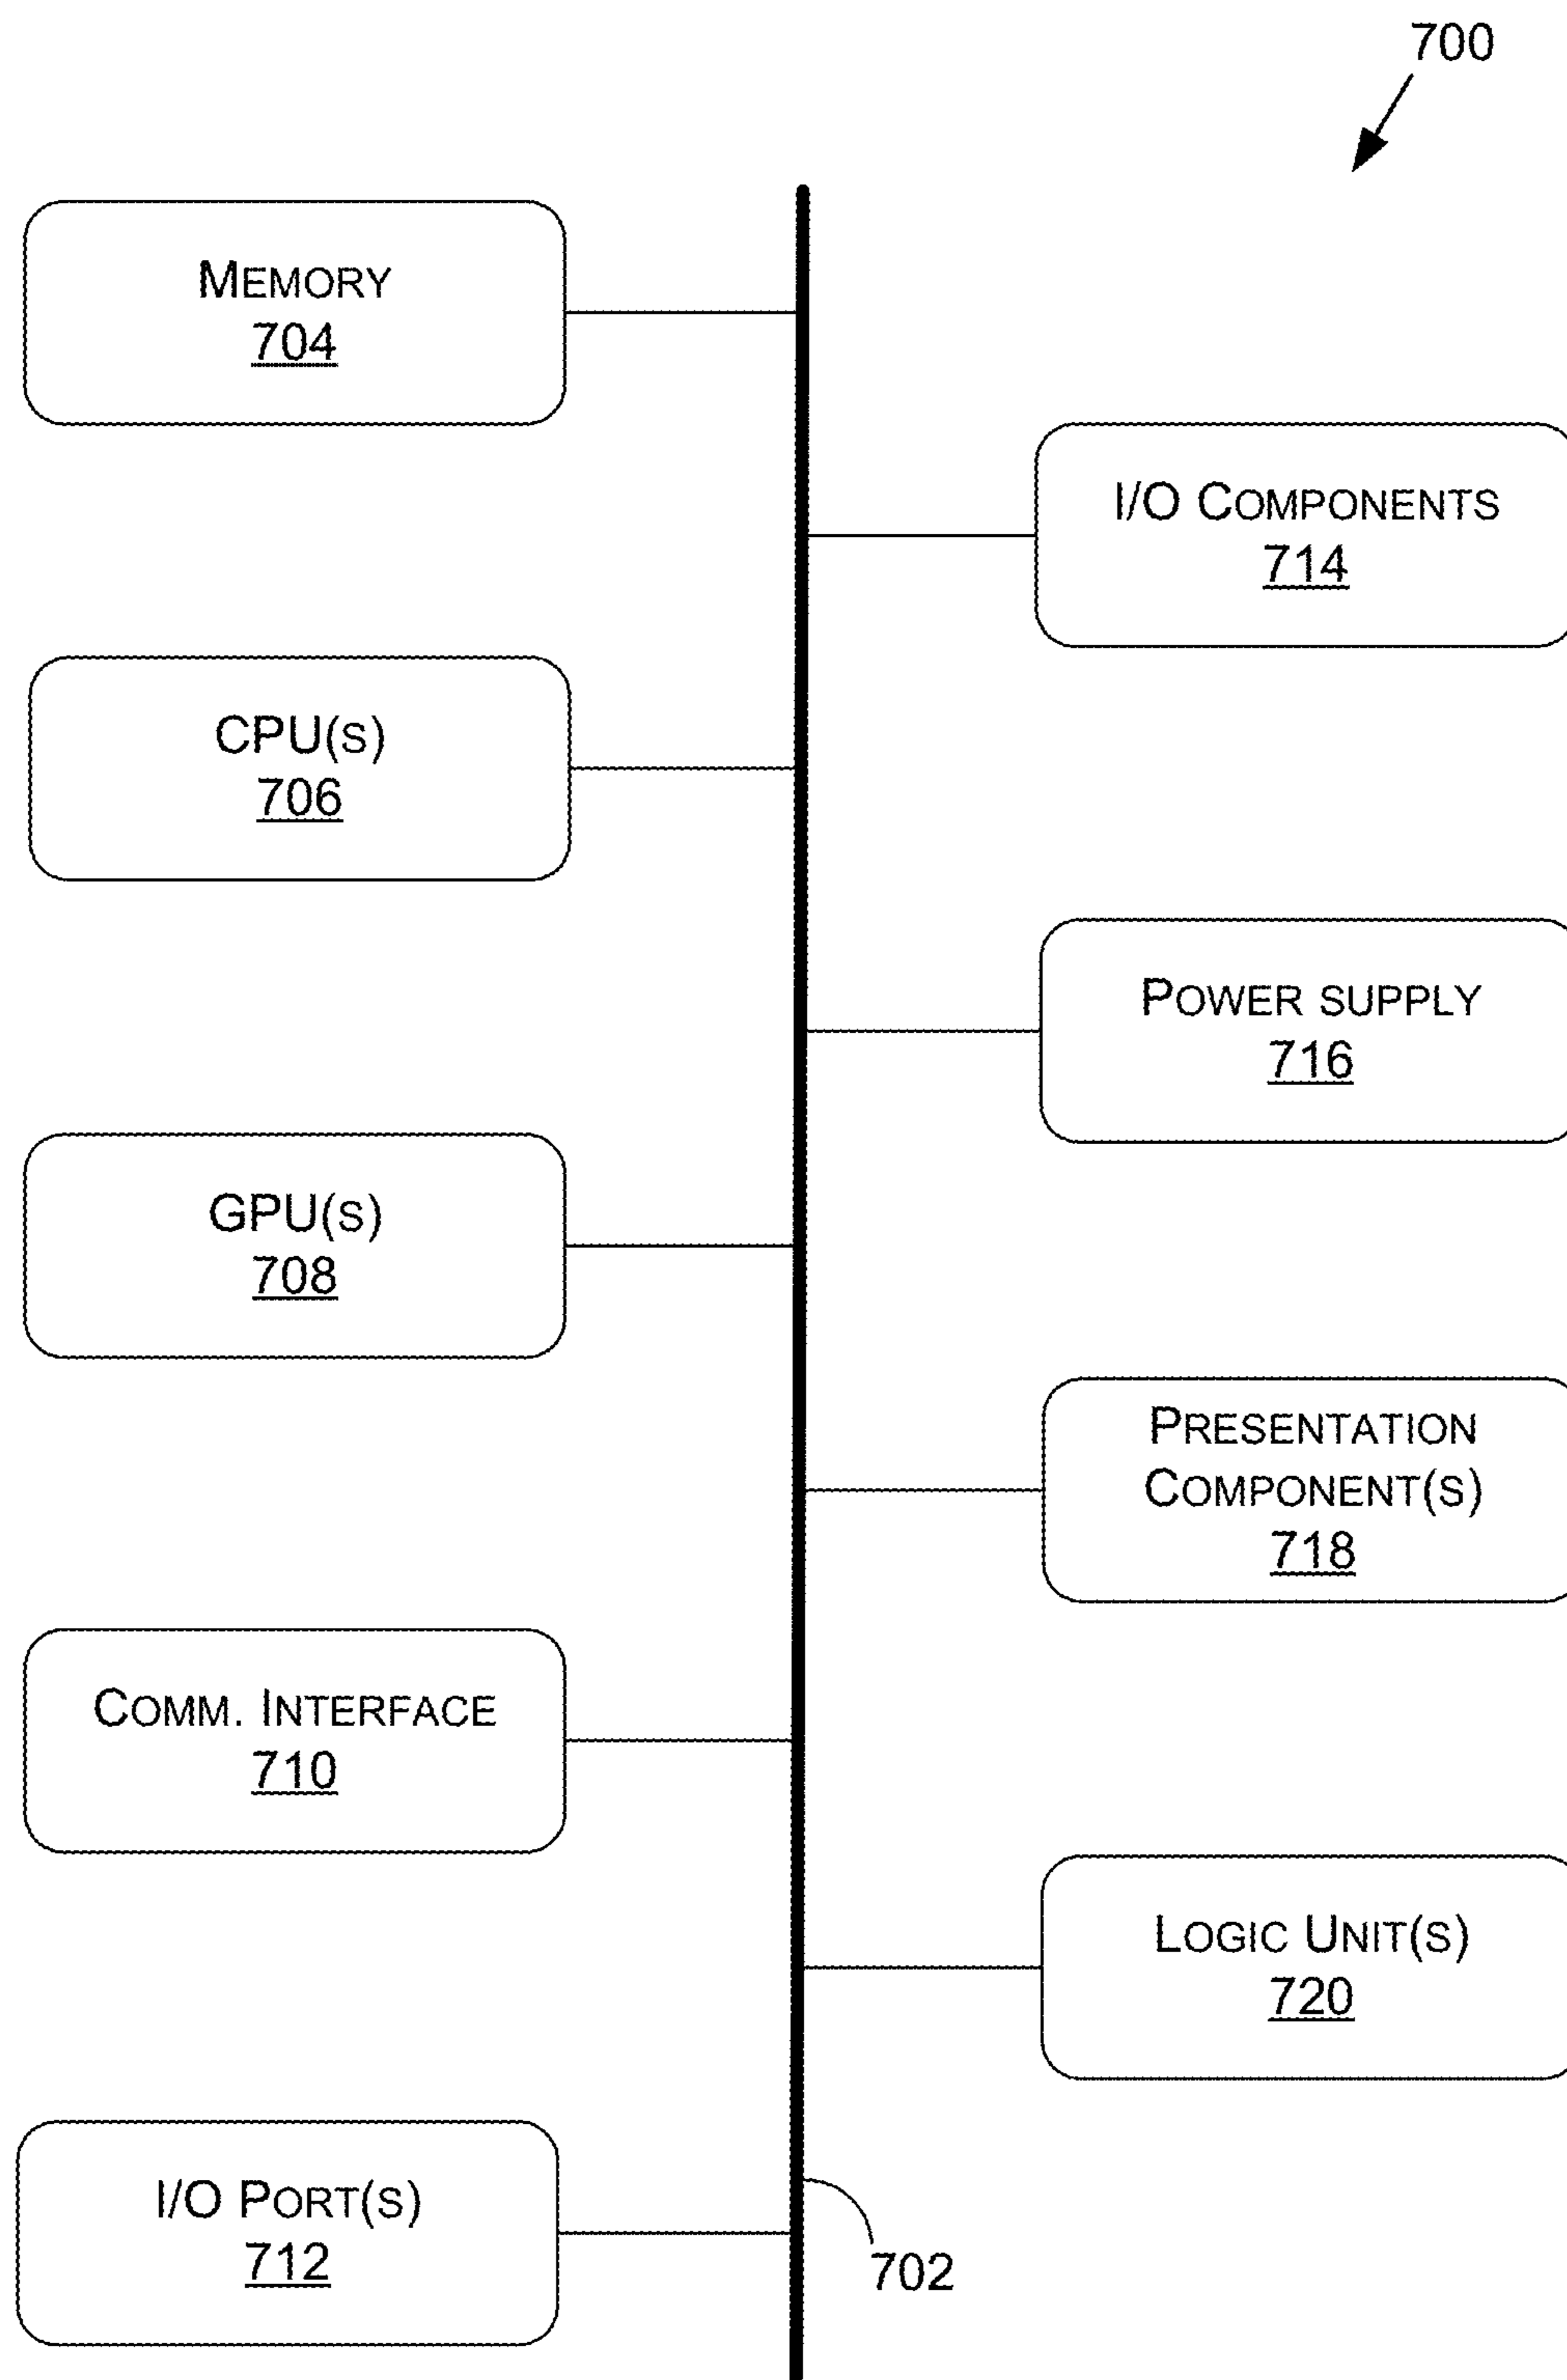 700
MEMORY
704
I/O COMPONENTS
714
CPU(S)
706
POWER SUPPLY
716
GPU(S)
708
PRESENTATION
COMPONENT(S)
718
COMM. INTERFACE
710
LOGIC UNIT(S)
720
I/O PORT(S)
712
702